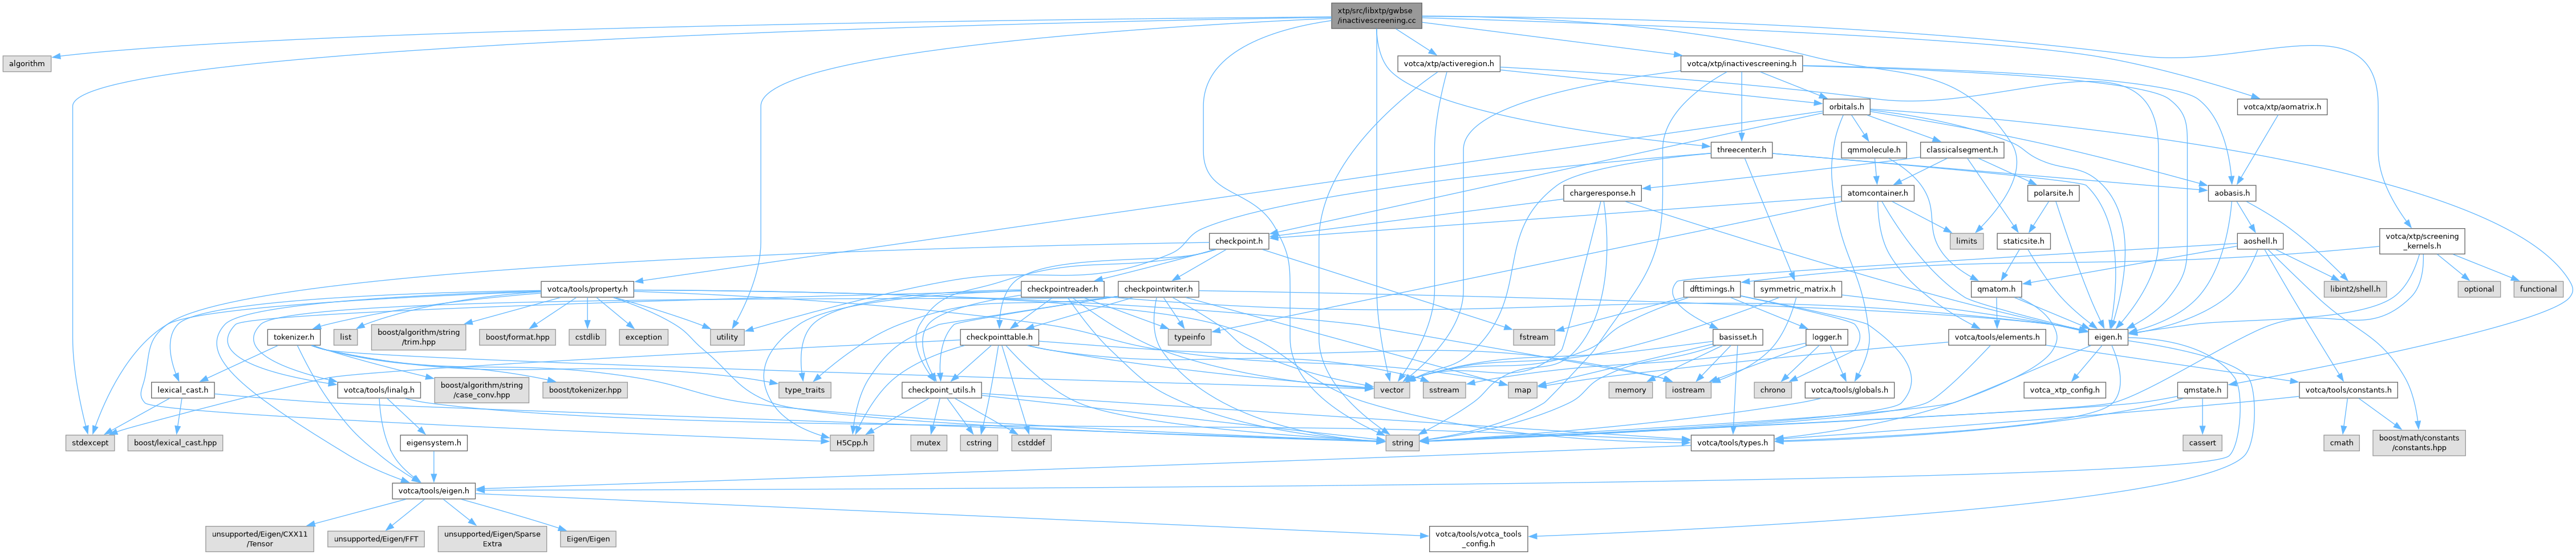 xtp/src/libxtp/gwbse
/inactivescreening.cc
algorithm
votca/xtp/activeregion.h
votca/xtp/inactivescreening.h
orbitals.h
votca/xtp/aomatrix.h
threecenter.h
qmmolecule.h
classicalsegment.h
chargeresponse.h
atomcontainer.h
polarsite.h
aobasis.h
checkpoint.h
limits
staticsite.h
aoshell.h
votca/xtp/screening
_kernels.h
votca/tools/property.h
checkpointreader.h
checkpointwriter.h
dfttimings.h
symmetric_matrix.h
qmatom.h
libint2/shell.h
optional
functional
tokenizer.h
list
boost/algorithm/string
/trim.hpp
boost/format.hpp
cstdlib
exception
utility
checkpointtable.h
typeinfo
fstream
basisset.h
logger.h
votca/tools/elements.h
eigen.h
lexical_cast.h
votca/tools/linalg.h
boost/algorithm/string
/case_conv.hpp
boost/tokenizer.hpp
type_traits
checkpoint_utils.h
vector
sstream
map
memory
iostream
chrono
votca/tools/globals.h
votca_xtp_config.h
qmstate.h
votca/tools/constants.h
stdexcept
boost/lexical_cast.hpp
eigensystem.h
H5Cpp.h
mutex
cstring
cstddef
string
votca/tools/types.h
cassert
cmath
boost/math/constants
/constants.hpp
votca/tools/eigen.h
unsupported/Eigen/CXX11
/Tensor
unsupported/Eigen/FFT
unsupported/Eigen/Sparse
Extra
Eigen/Eigen
votca/tools/votca_tools
_config.h